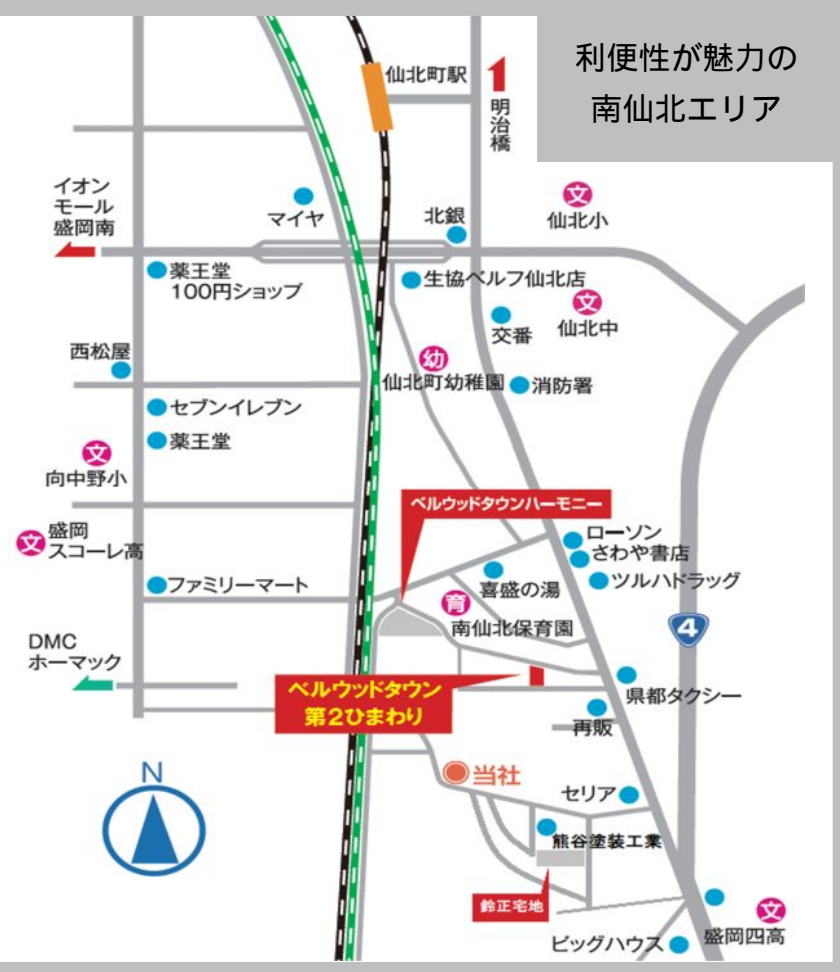 利便性が魅力の
南仙北エリア
仙北町駅
明治橋
イオン
モール
盛岡南
マイヤ
北銀
文
仙北小
薬王堂
100円ショップ
生協ベルフ仙北店
文
仙北中
交番
西松屋
幼
仙北町幼稚園
消防署
セブンイレブン
薬王堂
文
向中野小
ベルウッドタウンハーモニー
文
盛岡
スコーレ高
ローソン
さわや書店
ツルハドラッグ
ファミリーマート
喜盛の湯
育
南仙北保育園
4
DMC
ホーマック
ベルウッドタウン
第2ひまわり
県都タクシー
再販
N
当社
セリア
熊谷塗装工業
鈴正宅地
文
盛岡四高
ビッグハウス